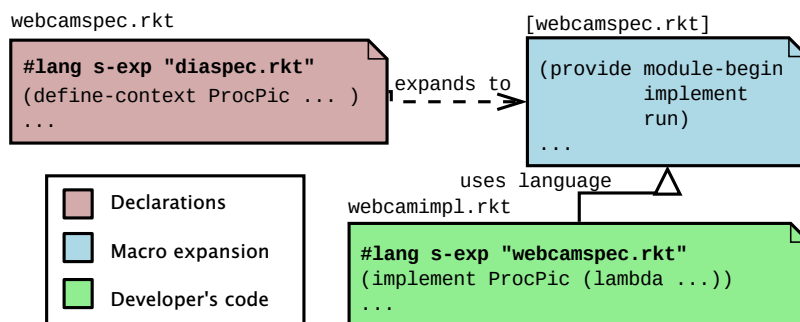 webcamspec.rkt
#lang s-exp "diaspec.rkt"
(define-context ProcPic ... )
...
expands to
[webcamspec.rkt]
(provide module-begin
implement
run)
...
uses language
webcamimpl.rkt
#lang s-exp "webcamspec.rkt"
(implement ProcPic (lambda ...))
...
Declarations
Macro expansion
Developer's code